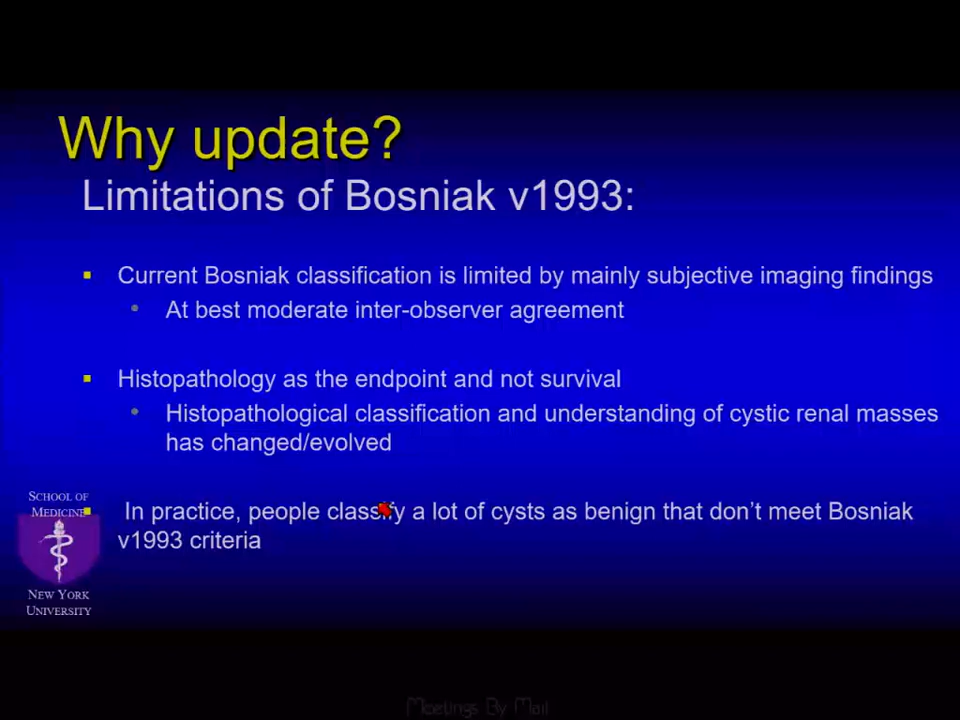 Why update?
Limitations of Bosniak v1993:
Current Bosniak classification is limited by mainly subjective imaging findings
At best moderate inter-observer agreement
Histopathology as the endpoint and not survival
Histopathological classification and understanding of cystic renal masses
has changed/evolved
In practice, people classify a lot of cysts as benign that don't meet Bosniak
v1993 criteria
SCHOOL OF
MEDICINE
NEW YORK
UNIVERSITY
Meetings By Mail